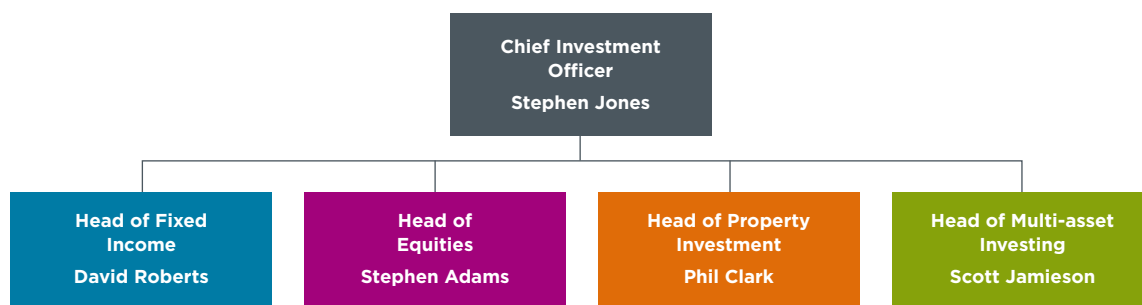 Chief Investment
Officer
Stephen Jones
Head of Fixed
Income
David Roberts
Head of
Equities
Stephen Adams
Head of Property
Investment
Phil Clark
Head of Multi-asset
Investing
Scott Jamieson